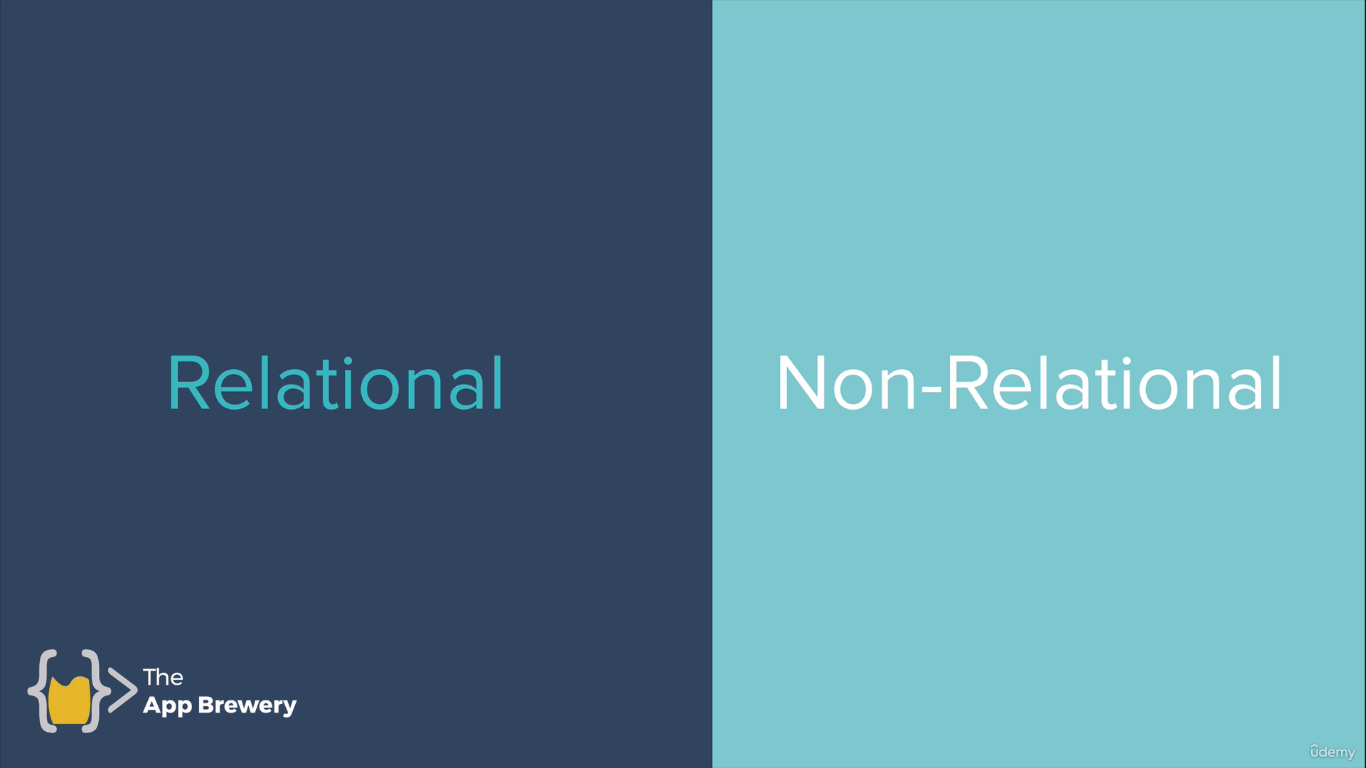 Relational
Non-Relational
The
App Brewery
ûdemy